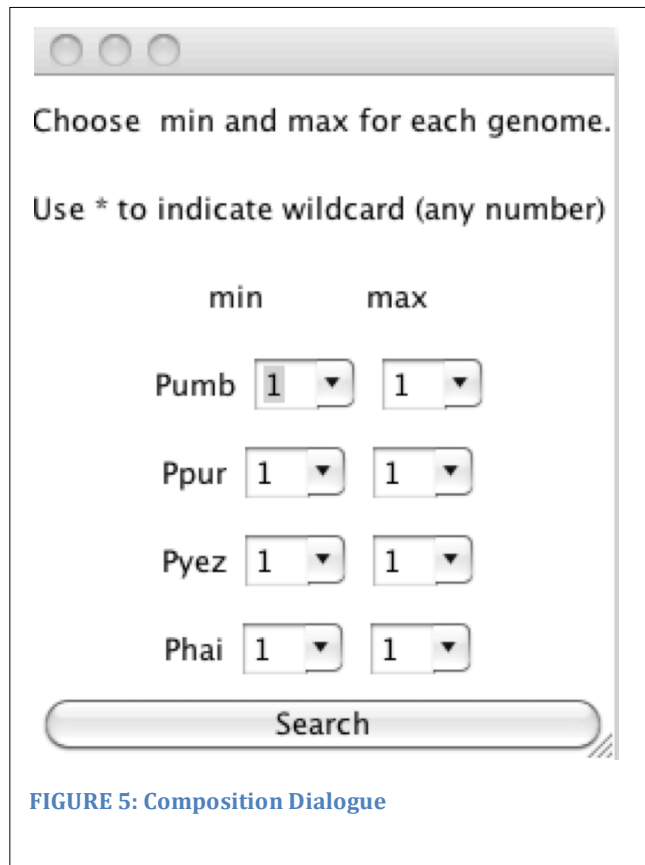 Choose  min and max for each genome.
Use * to indicate wildcard (any number)
min max
Pumb 1 1
Ppur 1 1
Pyez 1 1
Phai 1 1
Search
FIGURE 5: Composition Dialogue